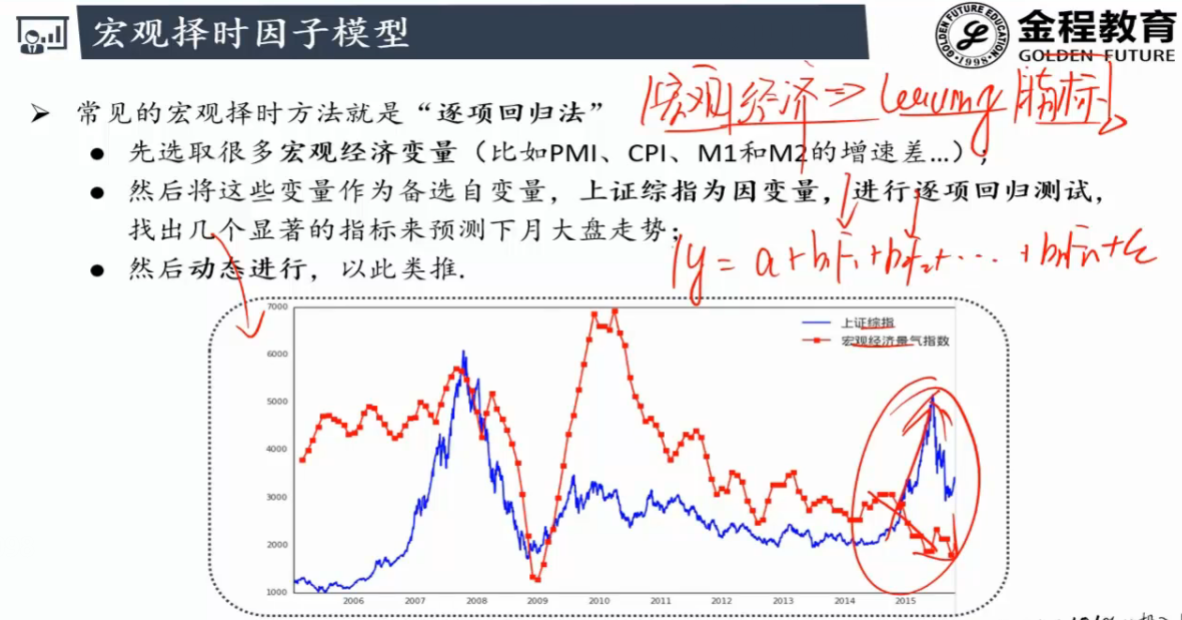 宏观择时因子模型
GOLDEN FUTURE EDUCATION
1998
金程教育
GOLDEN FUTURE
宏观经济 ⇒ 指标
➢ 常见的宏观择时方法就是“逐项回归法”
● 先选取很多宏观经济变量（比如PMI、CPI、M1和M2的增速差…）;
● 然后将这些变量作为备选自变量，上证综指为因变量，进行逐项回归测试，
找出几个显著的指标来预测下月大盘走势;
y = a + b₁F₁ + b₂F₂ + ... + bₙFₙ + ε
● 然后动态进行，以此类推.
上证综指
宏观经济景气指数
7000
6000
5000
4000
3000
2000
1000
2006 2007 2008 2009 2010 2011 2012 2013 2014 2015